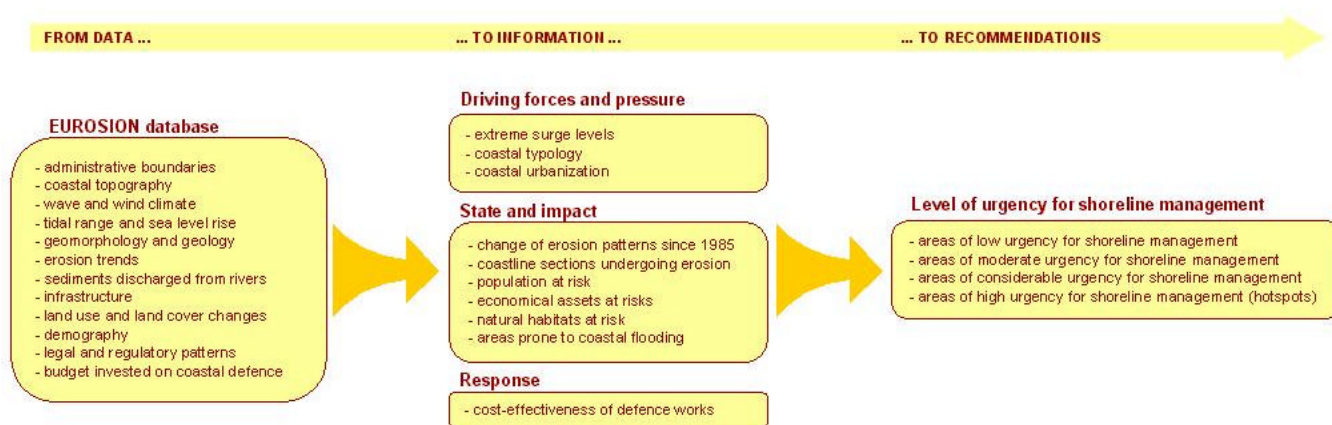 FROM DATA ...
... TO INFORMATION ...
... TO RECOMMENDATIONS
EUROSION database
- administrative boundaries
- coastal topography
- wave and wind climate
- tidal range and sea level rise
- geomorphology and geology
- erosion trends
- sediments discharged from rivers
- infrastructure
- land use and land cover changes
- demography
- legal and regulatory patterns
- budget invested on coastal defence
Driving forces and pressure
- extreme surge levels
- coastal typology
- coastal urbanization
State and impact
- change of erosion patterns since 1985
- coastline sections undergoing erosion
- population at risk
- economical assets at risks
- natural habitats at risk
- areas prone to coastal flooding
Response
- cost-effectiveness of defence works
Level of urgency for shoreline management
- areas of low urgency for shoreline management
- areas of moderate urgency for shoreline management
- areas of considerable urgency for shoreline management
- areas of high urgency for shoreline management (hotspots)